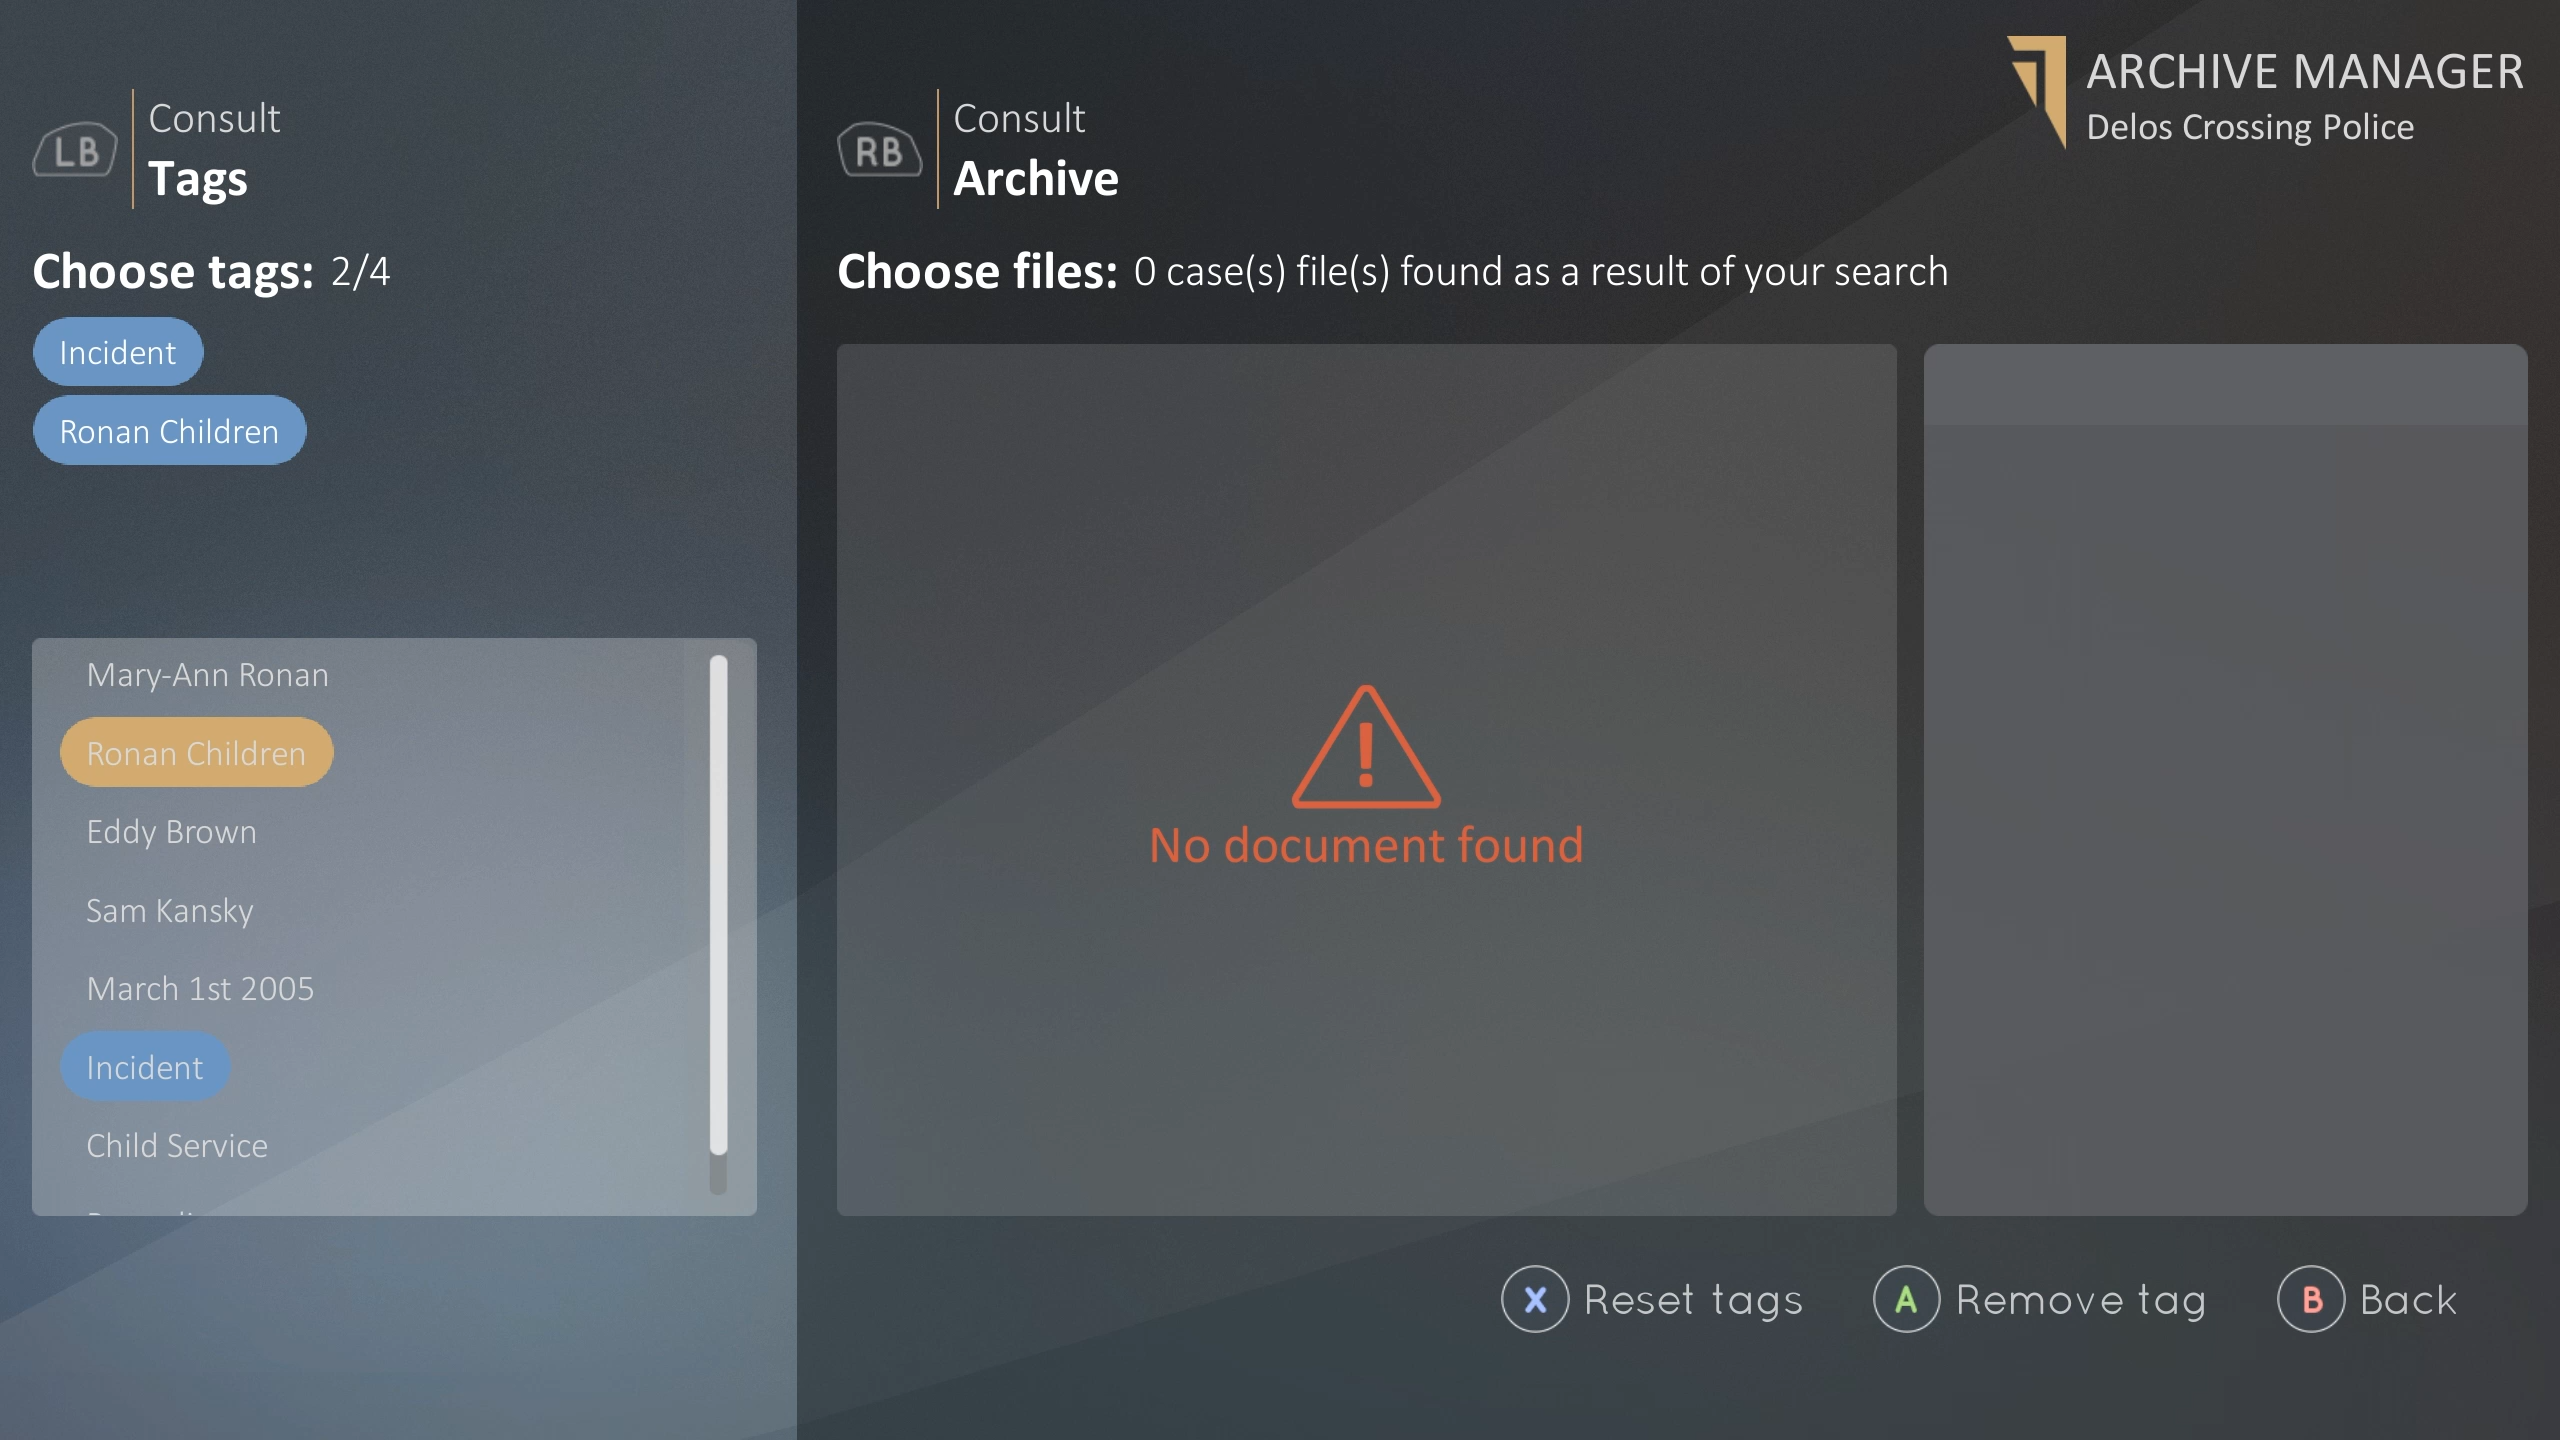 LB
Consult
Tags
Choose tags: 2/4
Incident
Ronan Children
Mary-Ann Ronan
Ronan Children
Eddy Brown
Sam Kansky
March 1st 2005
Incident
Child Service
RB
Consult
Archive
ARCHIVE MANAGER
Delos Crossing Police
Choose files: 0 case(s) file(s) found as a result of your search
No document found
X Reset tags
A Remove tag
B Back